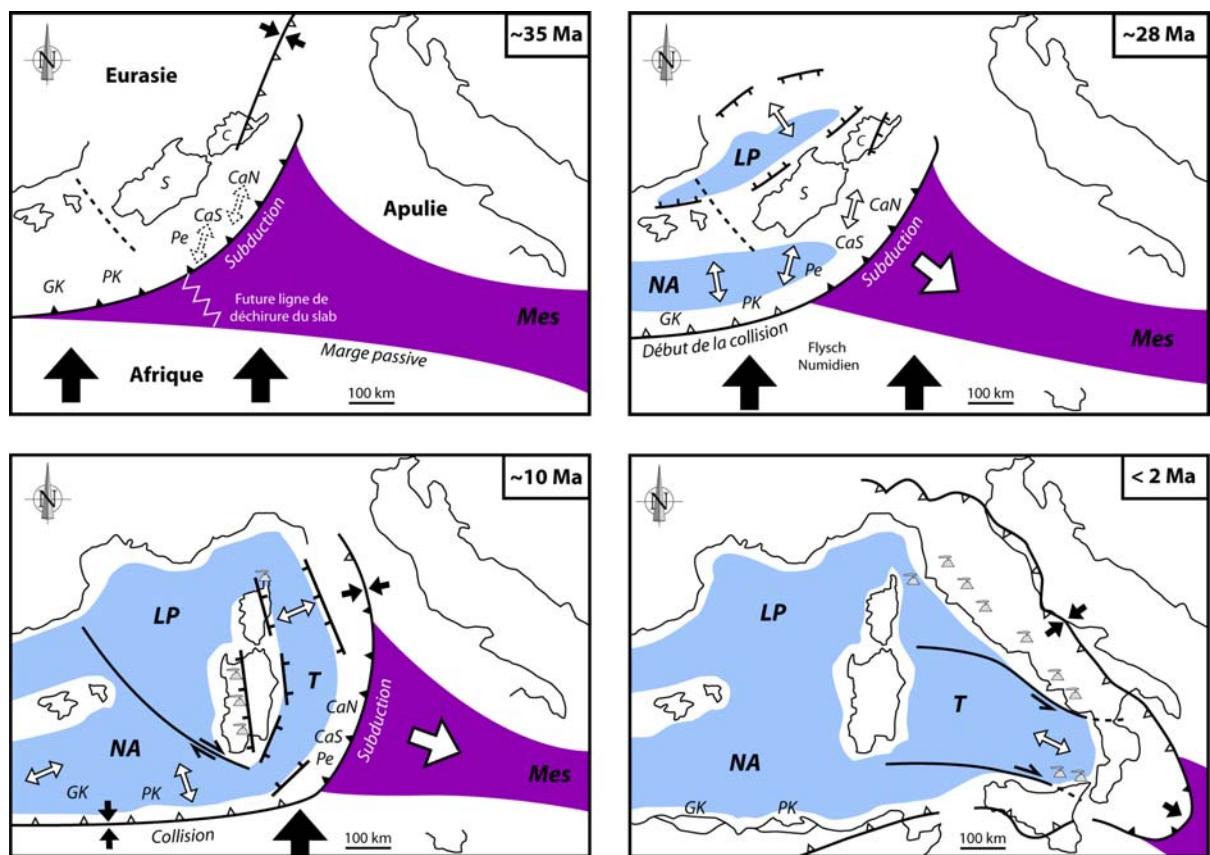 ~35 Ma
N
Eurasie
C
S
CaN
CaS
Pe
Apulie
Subduction
PK
GK
Future ligne de
déchirure du slab
Mes
Marge passive
Afrique
100 km
~28 Ma
N
LP
C
S
CaN
CaS
Subduction
Pe
NA
PK
GK
Mes
Début de la collision
Flysch
Numidien
100 km
~10 Ma
N
LP
T
CaN
CaS
Pe
Subduction
NA
GK
PK
Mes
Collision
100 km
< 2 Ma
N
LP
T
NA
GK
PK
100 km